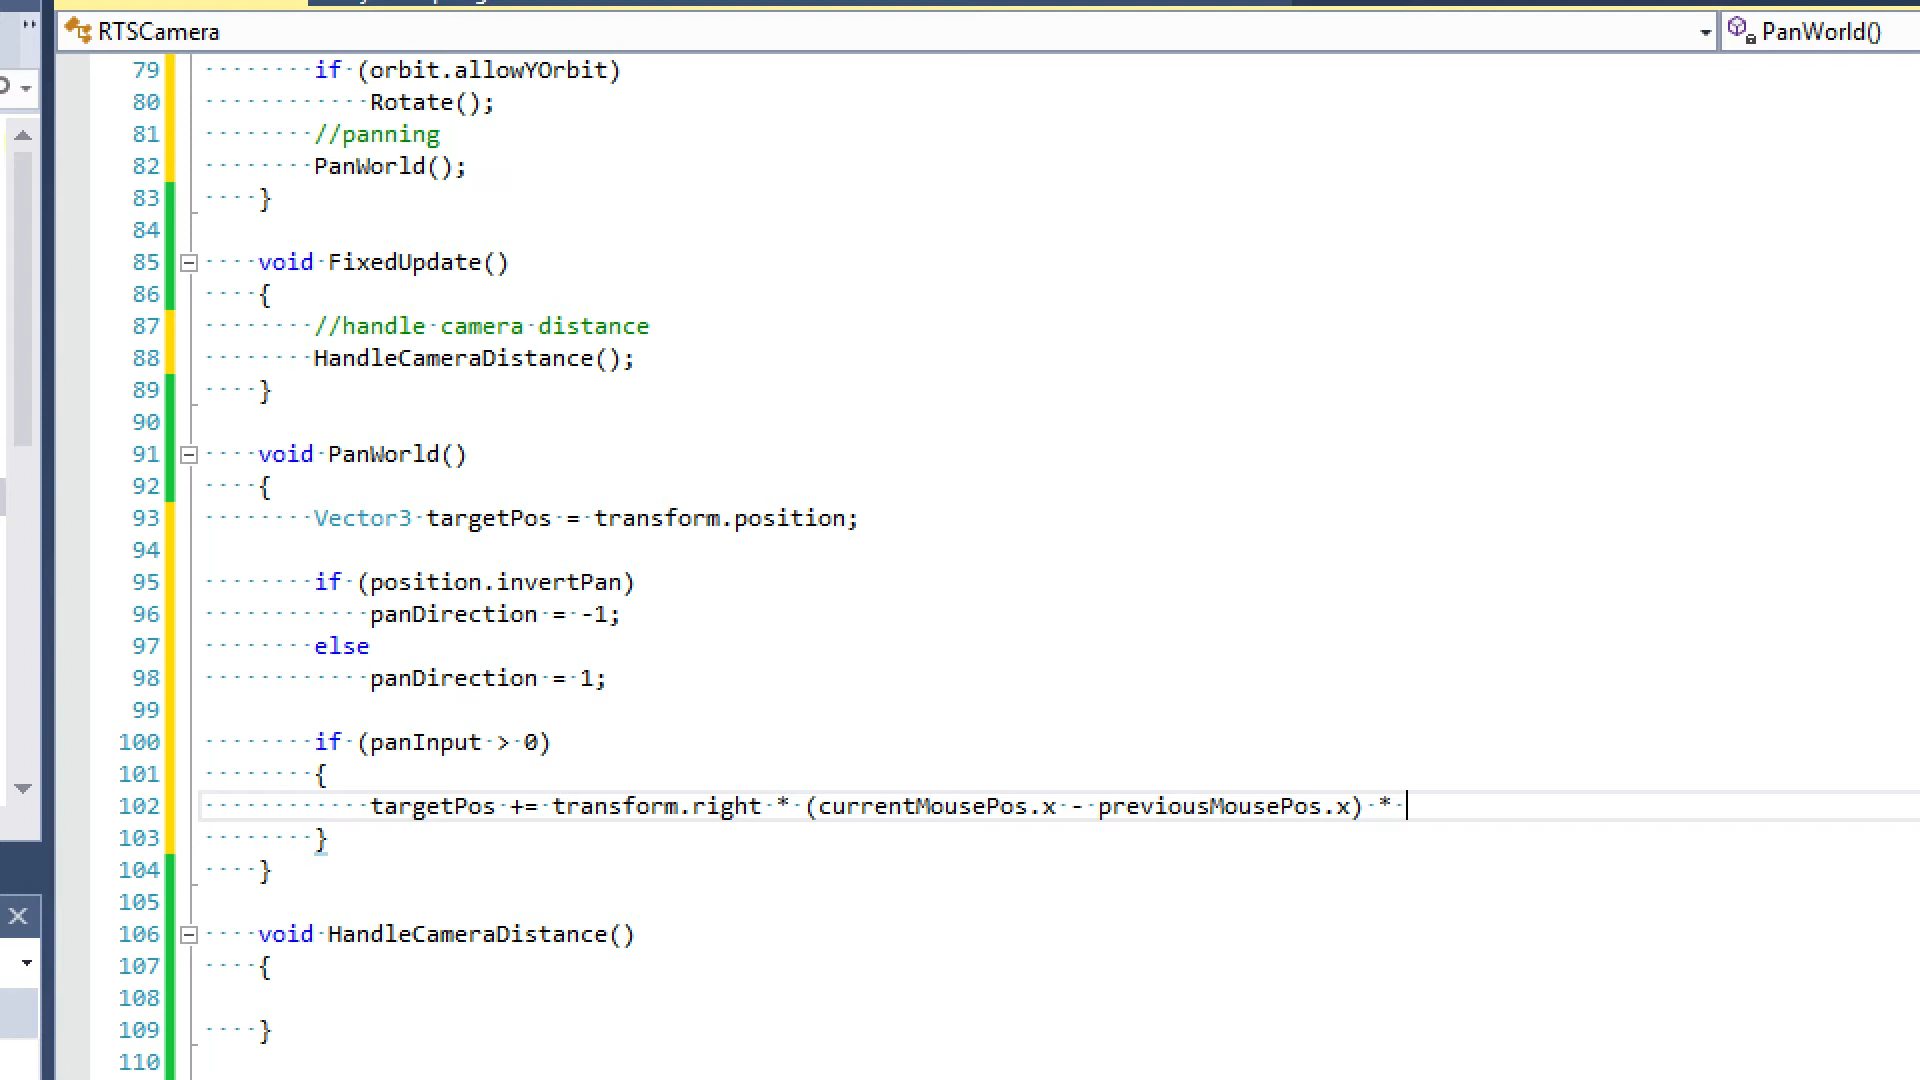 RTSCamera
PanWorld()
79 if (orbit.allowYOrbit)
80 Rotate();
81 //panning
82 PanWorld();
83 }
84
85 void FixedUpdate()
86 {
87 //handle camera distance
88 HandleCameraDistance();
89 }
90
91 void PanWorld()
92 {
93 Vector3 targetPos = transform.position;
94
95 if (position.invertPan)
96 panDirection = -1;
97 else
98 panDirection = 1;
99
100 if (panInput > 0)
101 {
102 targetPos += transform.right * (currentMousePos.x - previousMousePos.x) *
103 }
104 }
105
106 void HandleCameraDistance()
107 {
108
109 }
110